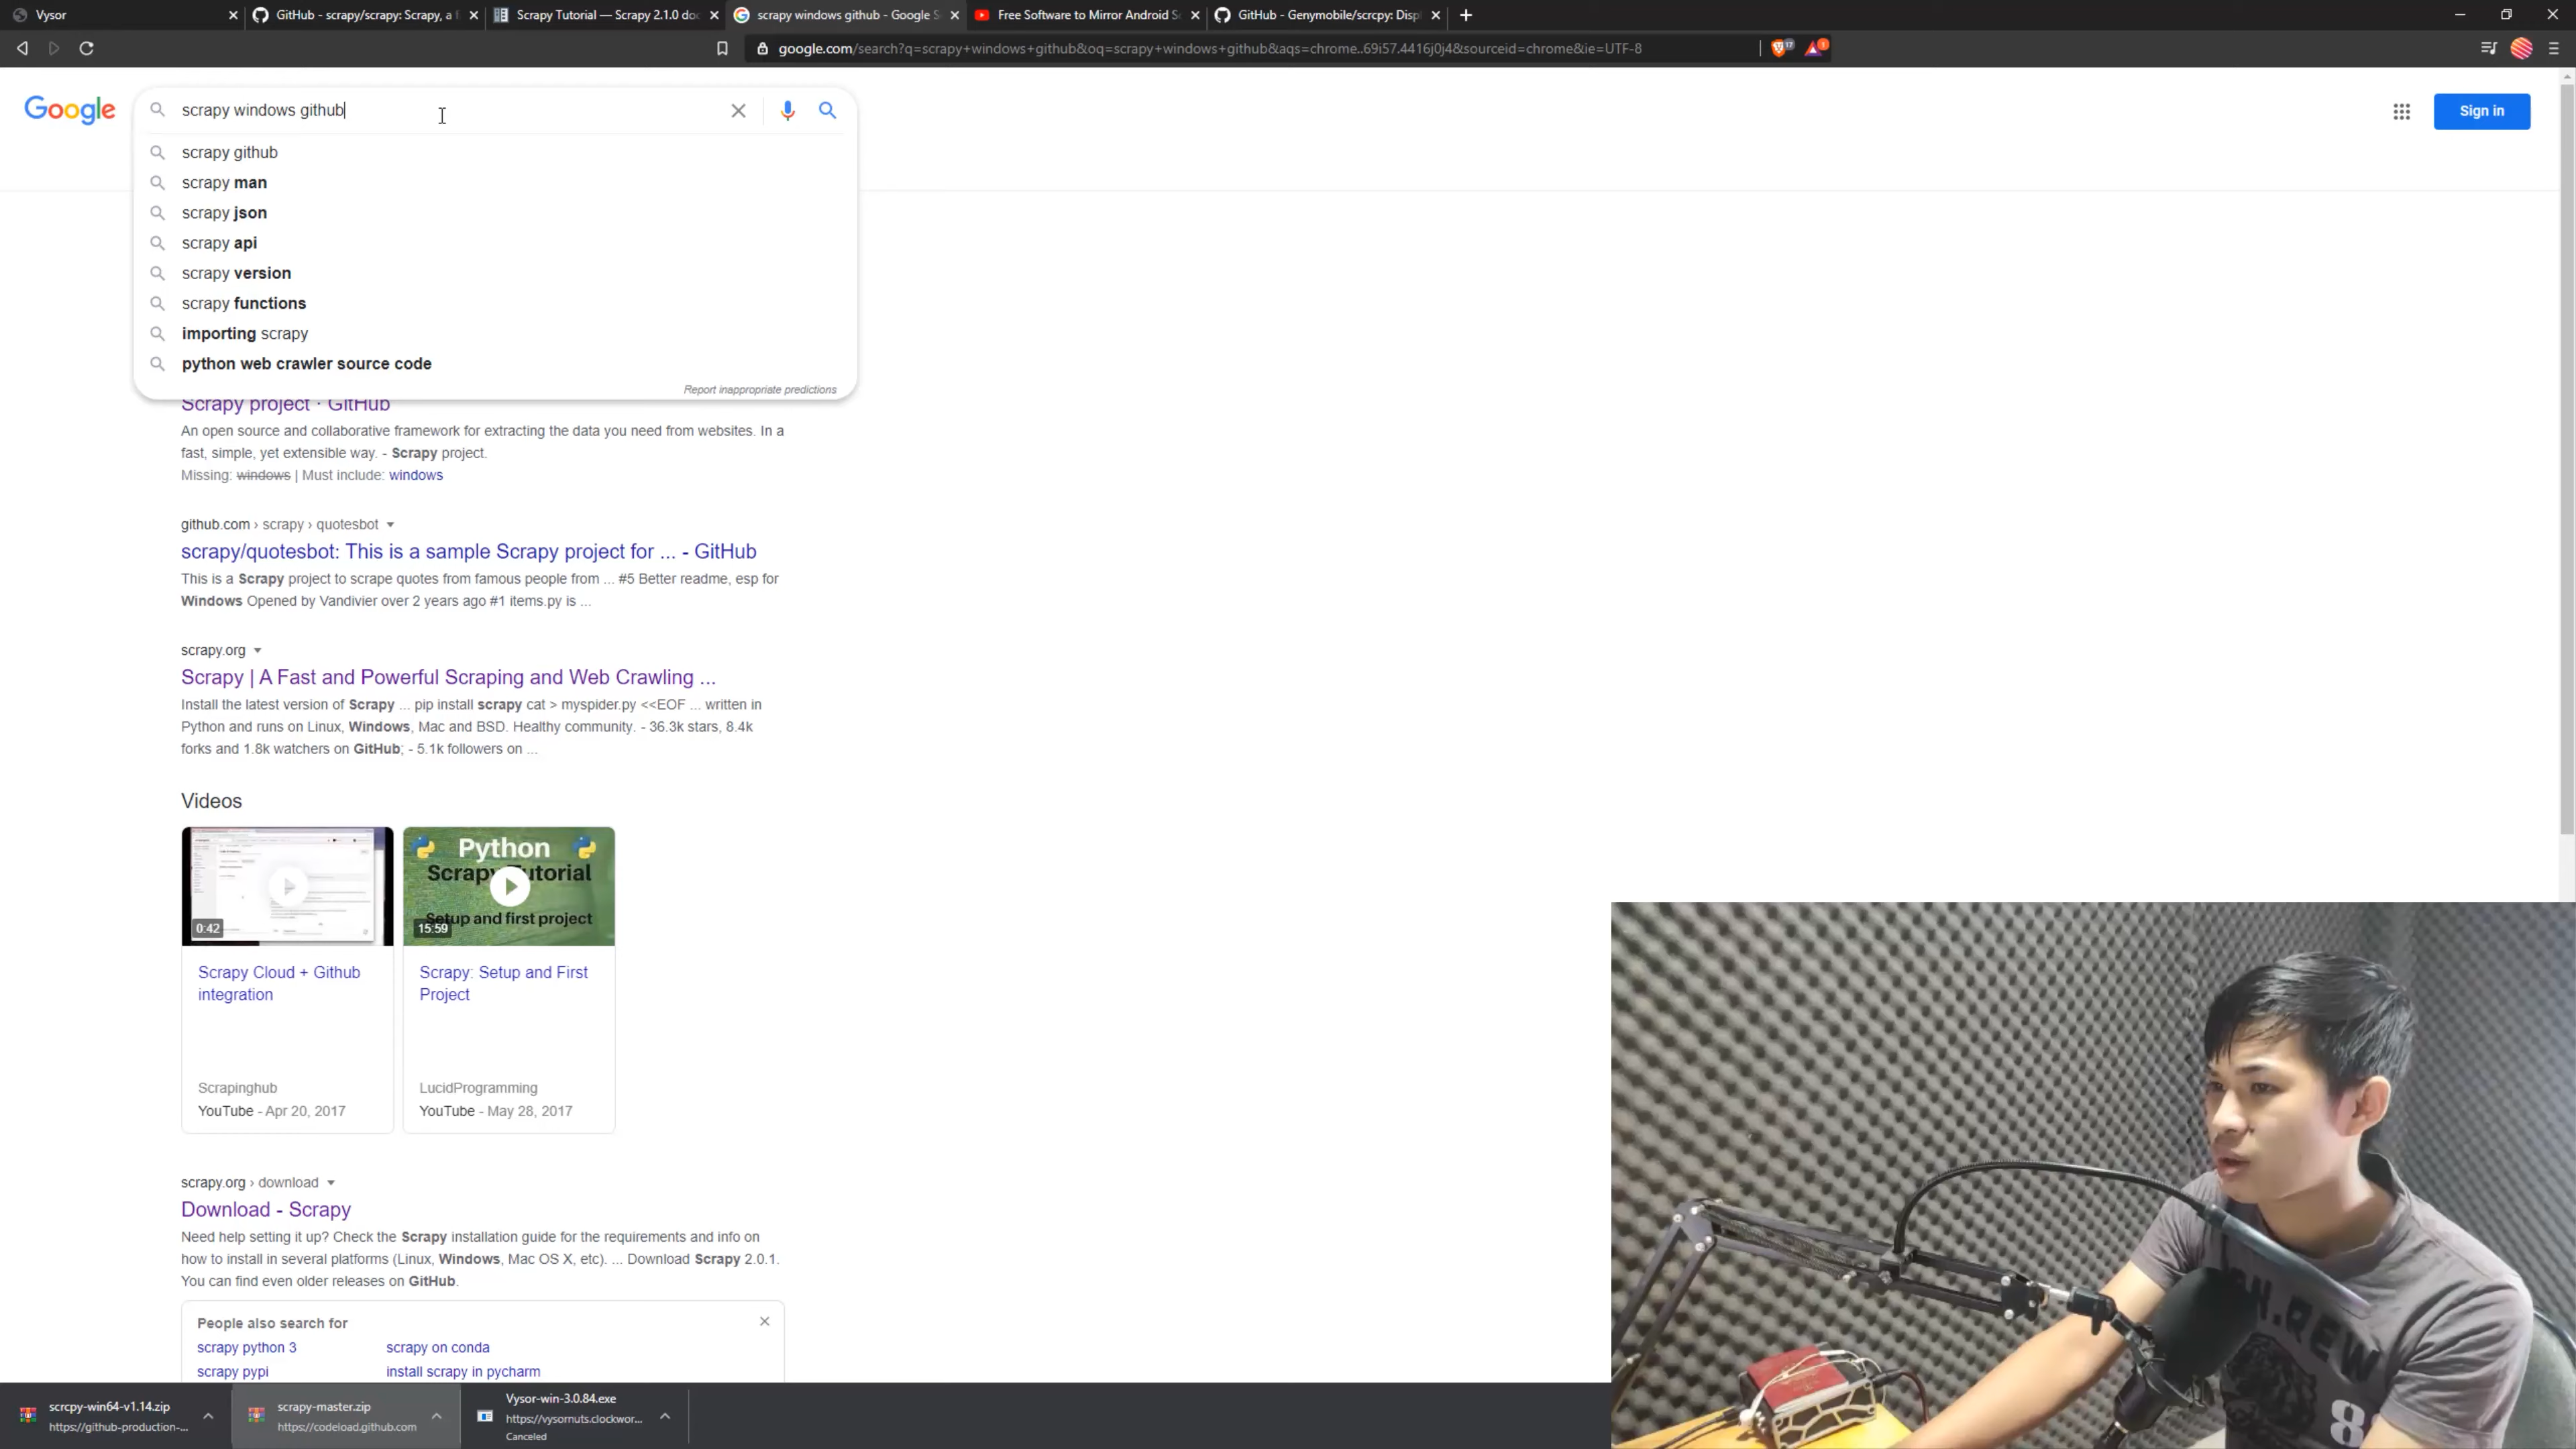 Vysor
GitHub - scrapy/scrapy: Scrapy, a f
Scrapy Tutorial — Scrapy 2.1.0 doc
scrapy windows github - Google S
Free Software to Mirror Android Sc
GitHub - Genymobile/scrcpy: Disp
google.com/search?q=scrapy+windows+github&oq=scrapy+windows+github&aqs=chrome..69i57.4416j0j4&sourceid=chrome&ie=UTF-8
17
1
Google
scrapy windows github
Sign in
scrapy github
scrapy man
scrapy json
scrapy api
scrapy version
scrapy functions
importing scrapy
python web crawler source code
Report inappropriate predictions
Scrapy project · GitHub
An open source and collaborative framework for extracting the data you need from websites. In a
fast, simple, yet extensible way. - Scrapy project.
Missing: windows | Must include: windows
github.com › scrapy › quotesbot
scrapy/quotesbot: This is a sample Scrapy project for ... - GitHub
This is a Scrapy project to scrape quotes from famous people from ... #5 Better readme, esp for
Windows Opened by Vandivier over 2 years ago #1 items.py is ...
scrapy.org
Scrapy | A Fast and Powerful Scraping and Web Crawling ...
Install the latest version of Scrapy ... pip install scrapy cat > myspider.py <<EOF ... written in
Python and runs on Linux, Windows, Mac and BSD. Healthy community. - 36.3k stars, 8.4k
forks and 1.8k watchers on GitHub; - 5.1k followers on ...
Videos
0:42
Scrapy Cloud + Github
integration
Scrapinghub
YouTube - Apr 20, 2017
Python
Scrapy Tutorial
Setup and first project
15:59
Scrapy: Setup and First
Project
LucidProgramming
YouTube - May 28, 2017
scrapy.org › download
Download - Scrapy
Need help setting it up? Check the Scrapy installation guide for the requirements and info on
how to install in several platforms (Linux, Windows, Mac OS X, etc). ... Download Scrapy 2.0.1.
You can find even older releases on GitHub.
People also search for
scrapy python 3
scrapy on conda
scrapy pypi
install scrapy in pycharm
scrcpy-win64-v1.14.zip
https://github-production-...
scrapy-master.zip
https://codeload.github.com
Vysor-win-3.0.84.exe
https://vysornuts.clockwor...
Canceled
8